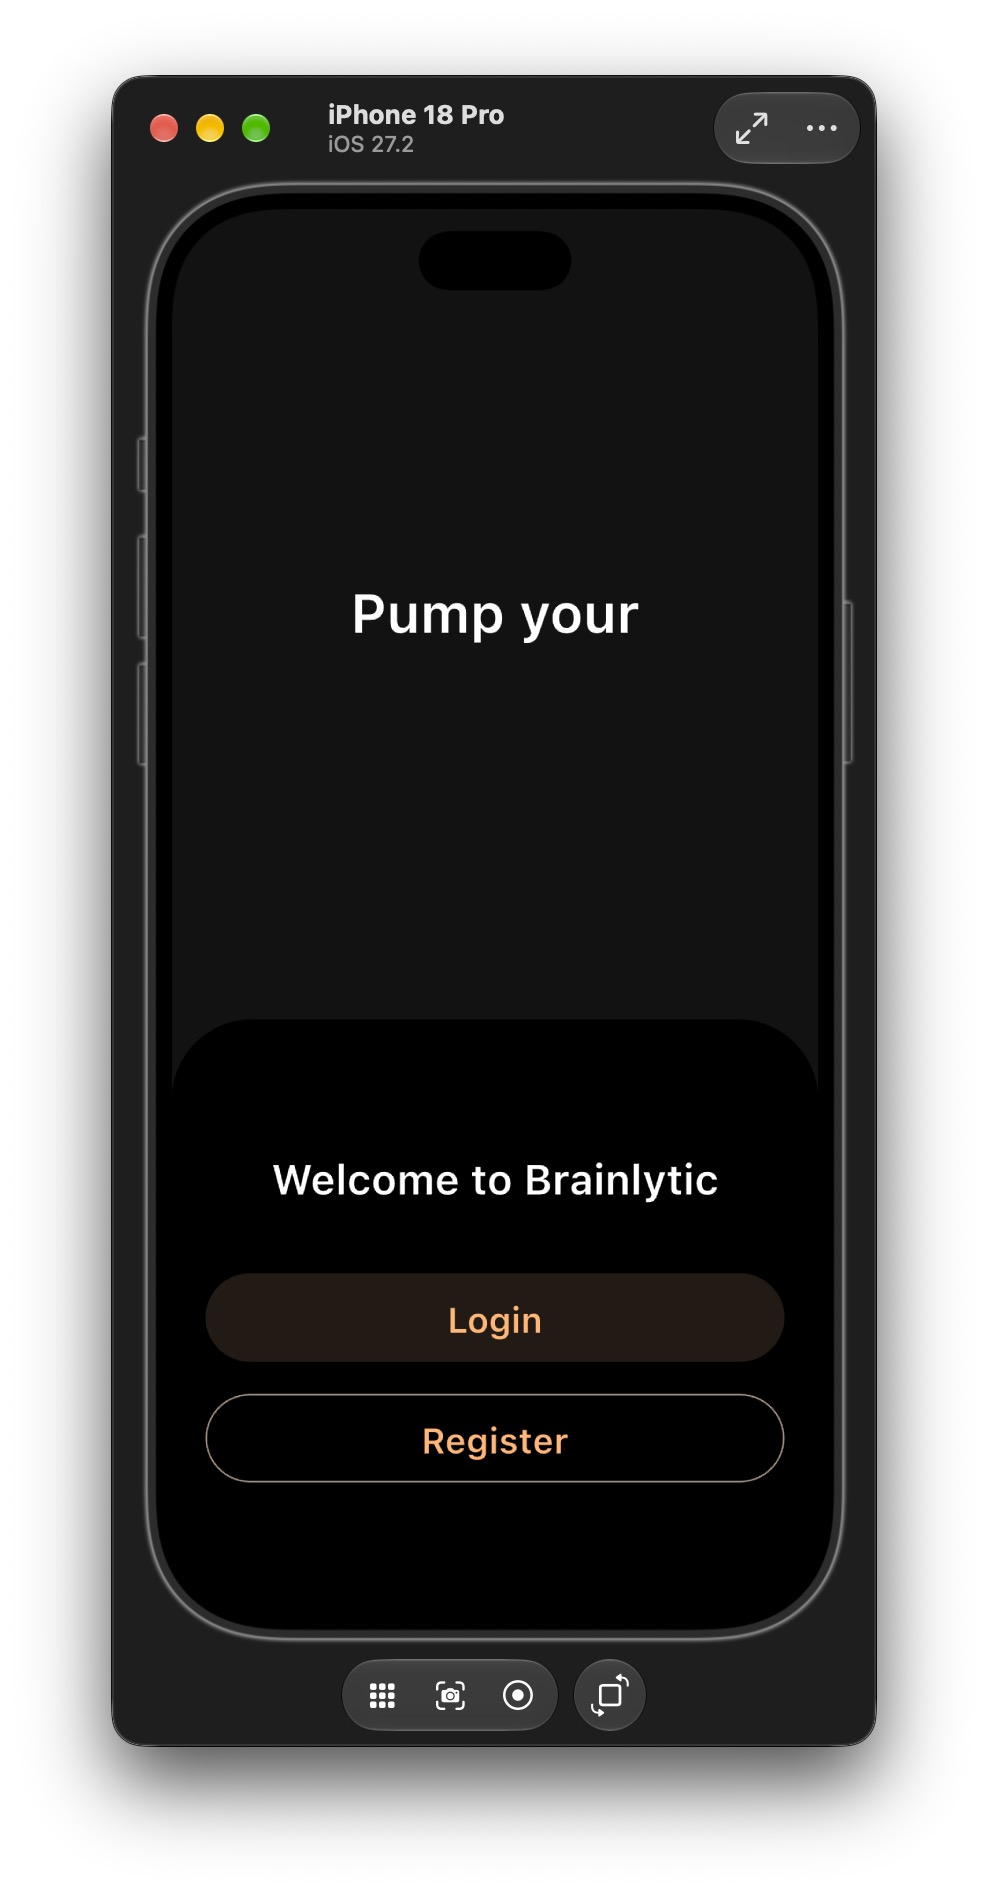 iPhone 18 Pro
iOS 27.2
Pump your
Welcome to Brainlytic
Login
Register